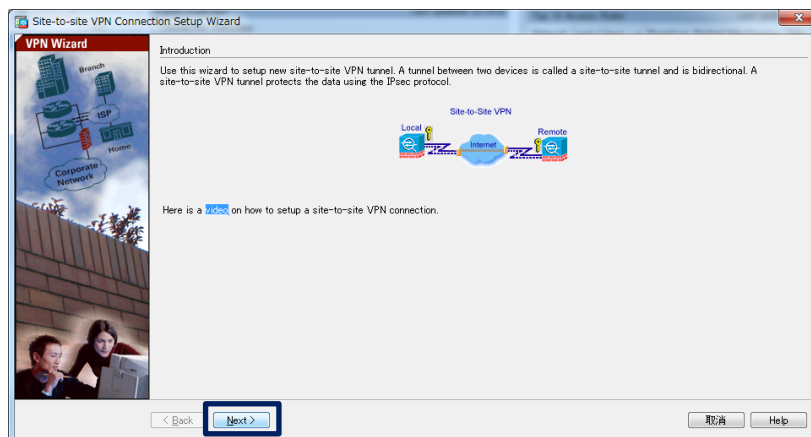 Site-to-site VPN Connection Setup Wizard
VPN Wizard
Branch
ISP
Home
Corporate
Network
Introduction
Use this wizard to setup new site-to-site VPN tunnel. A tunnel between two devices is called a site-to-site tunnel and is bidirectional. A
site-to-site VPN tunnel protects the data using the IPsec protocol.
Site-to-Site VPN
Local
Internet
Remote
Here is a video on how to setup a site-to-site VPN connection.
< Back
Next >
取消
Help